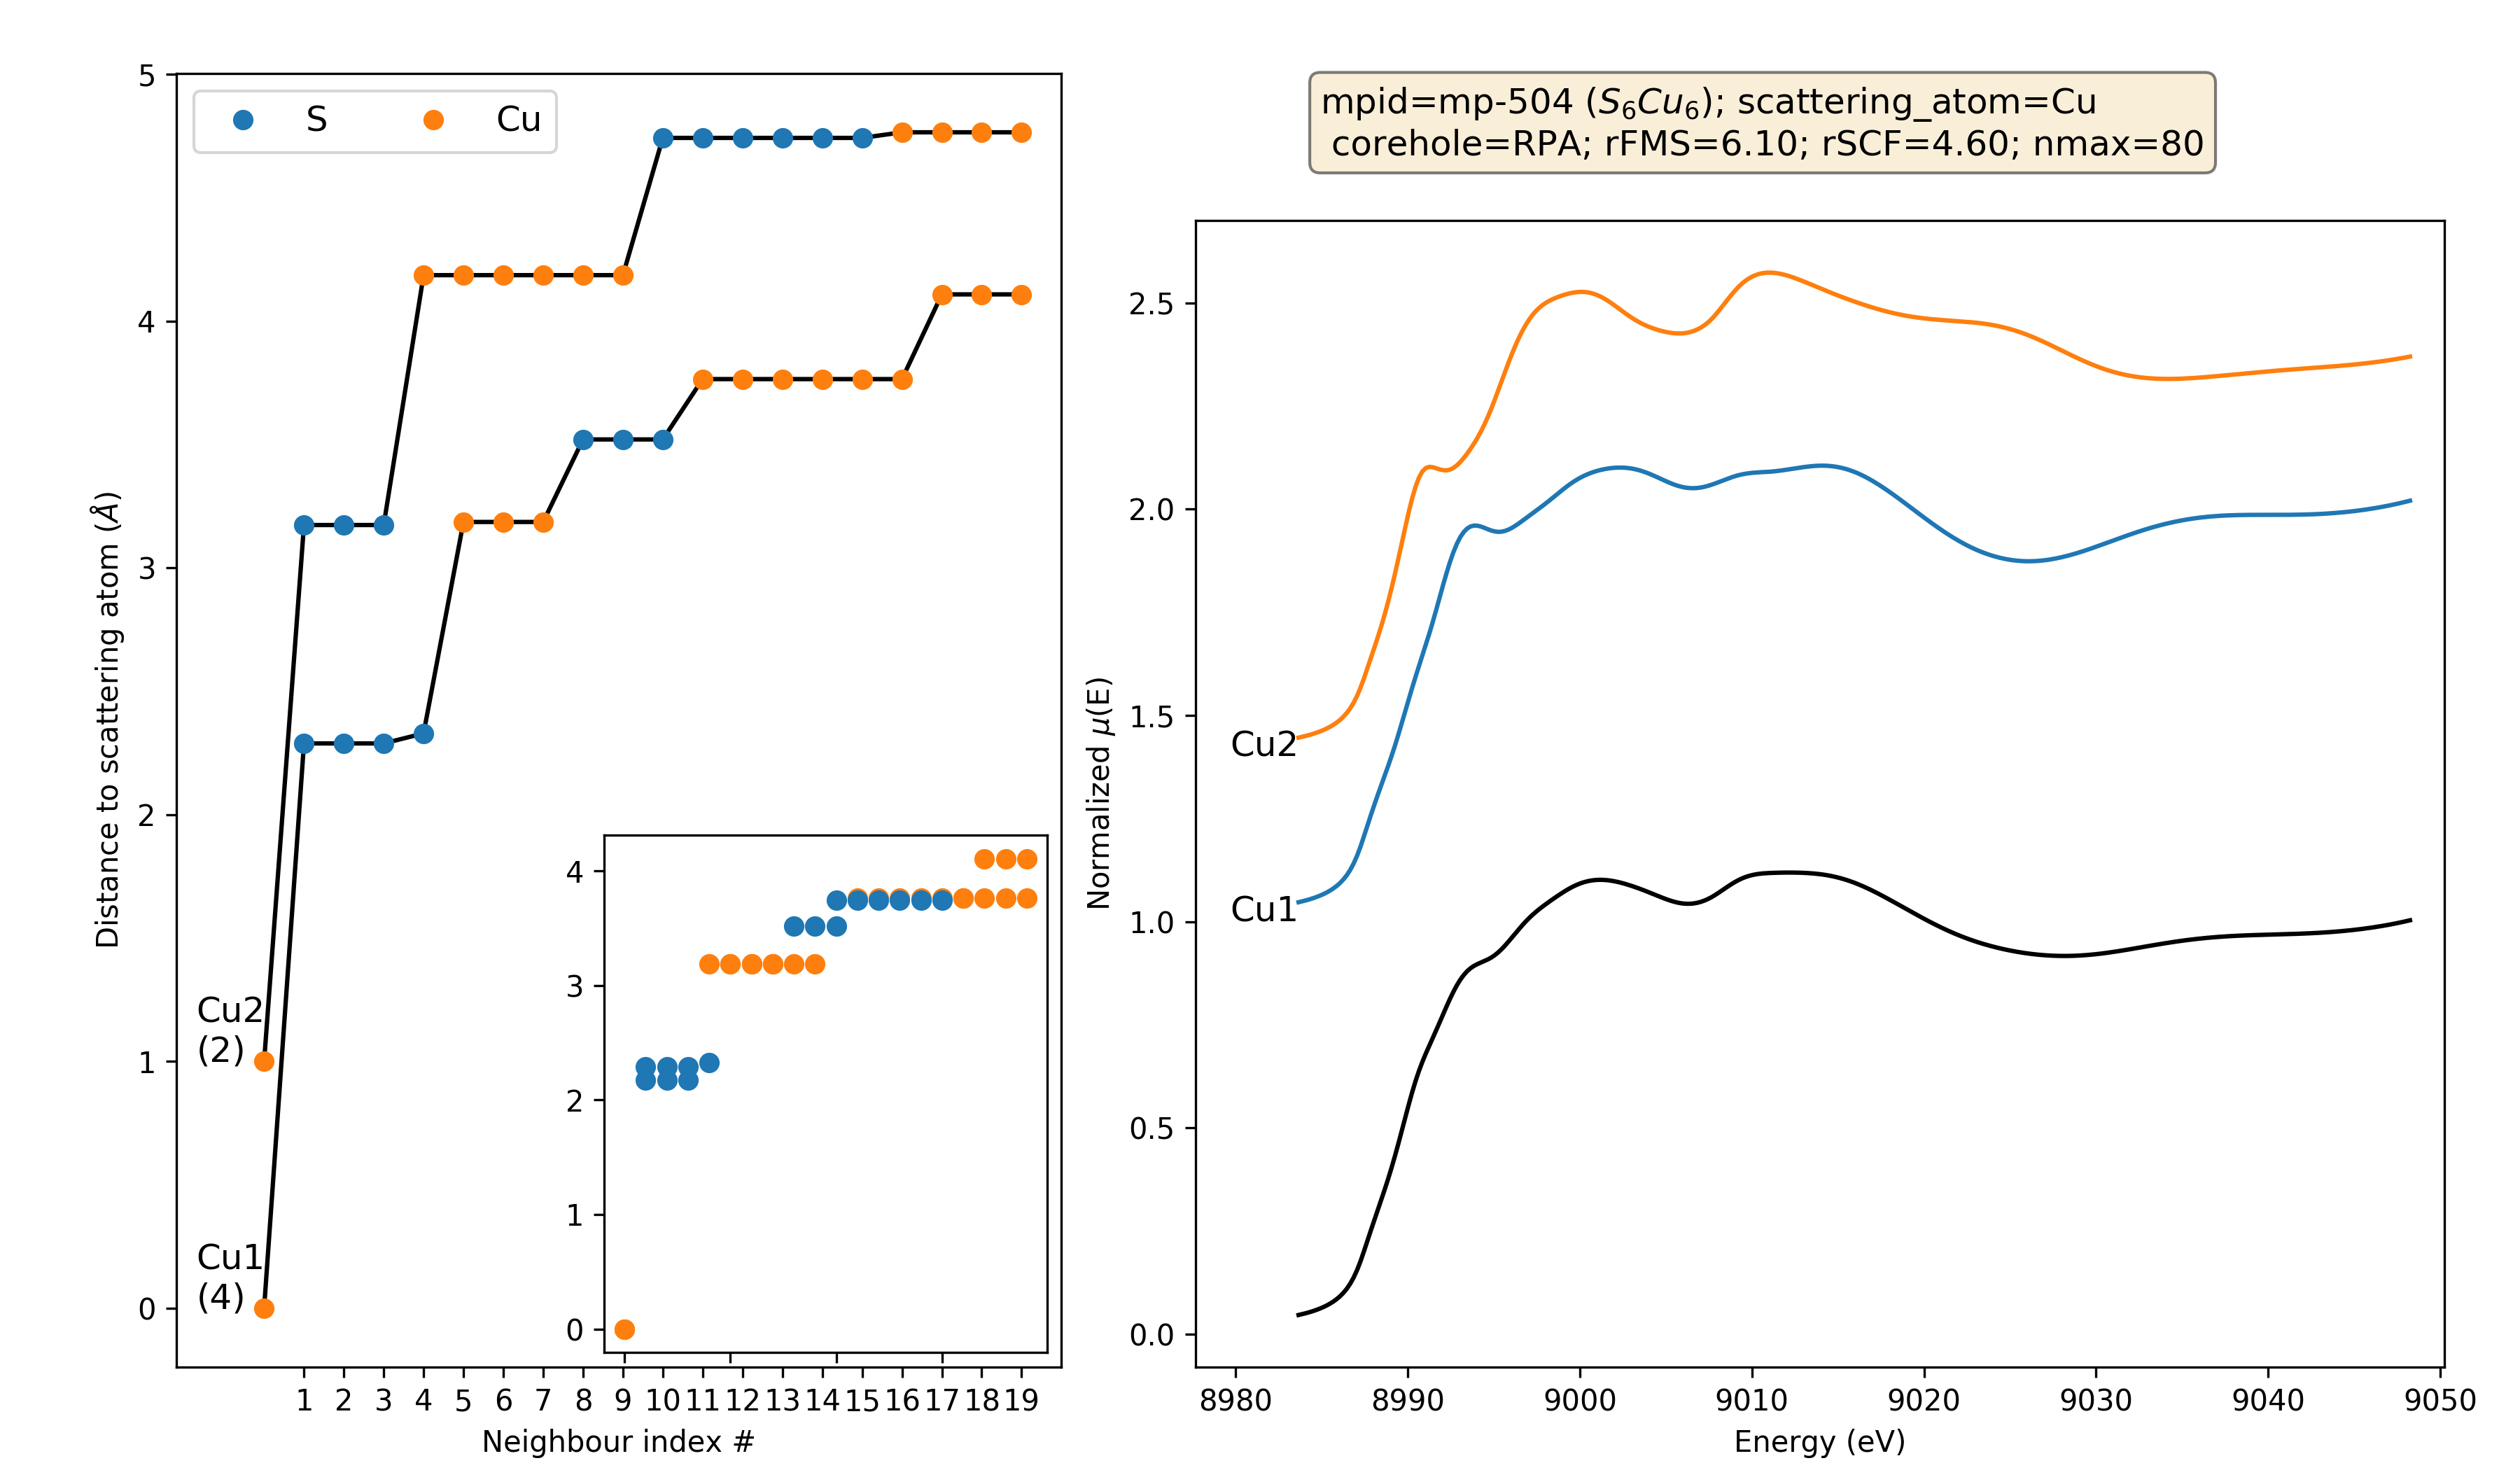 5
4
3
2
1
0
Distance to scattering atom (Å)
S Cu
Cu2
(2)
Cu1
(4)
4
3
2
1
0
1 2 3 4 5 6 7 8 9 10 11 12 13 14 15 16 17 18 19
Neighbour index #
mpid=mp-504 (S₆Cu₆); scattering_atom=Cu
corehole=RPA; rFMS=6.10; rSCF=4.60; nmax=80
2.5
2.0
1.5
1.0
0.5
0.0
Normalized μ(E)
Cu2
Cu1
8980 8990 9000 9010 9020 9030 9040 9050
Energy (eV)